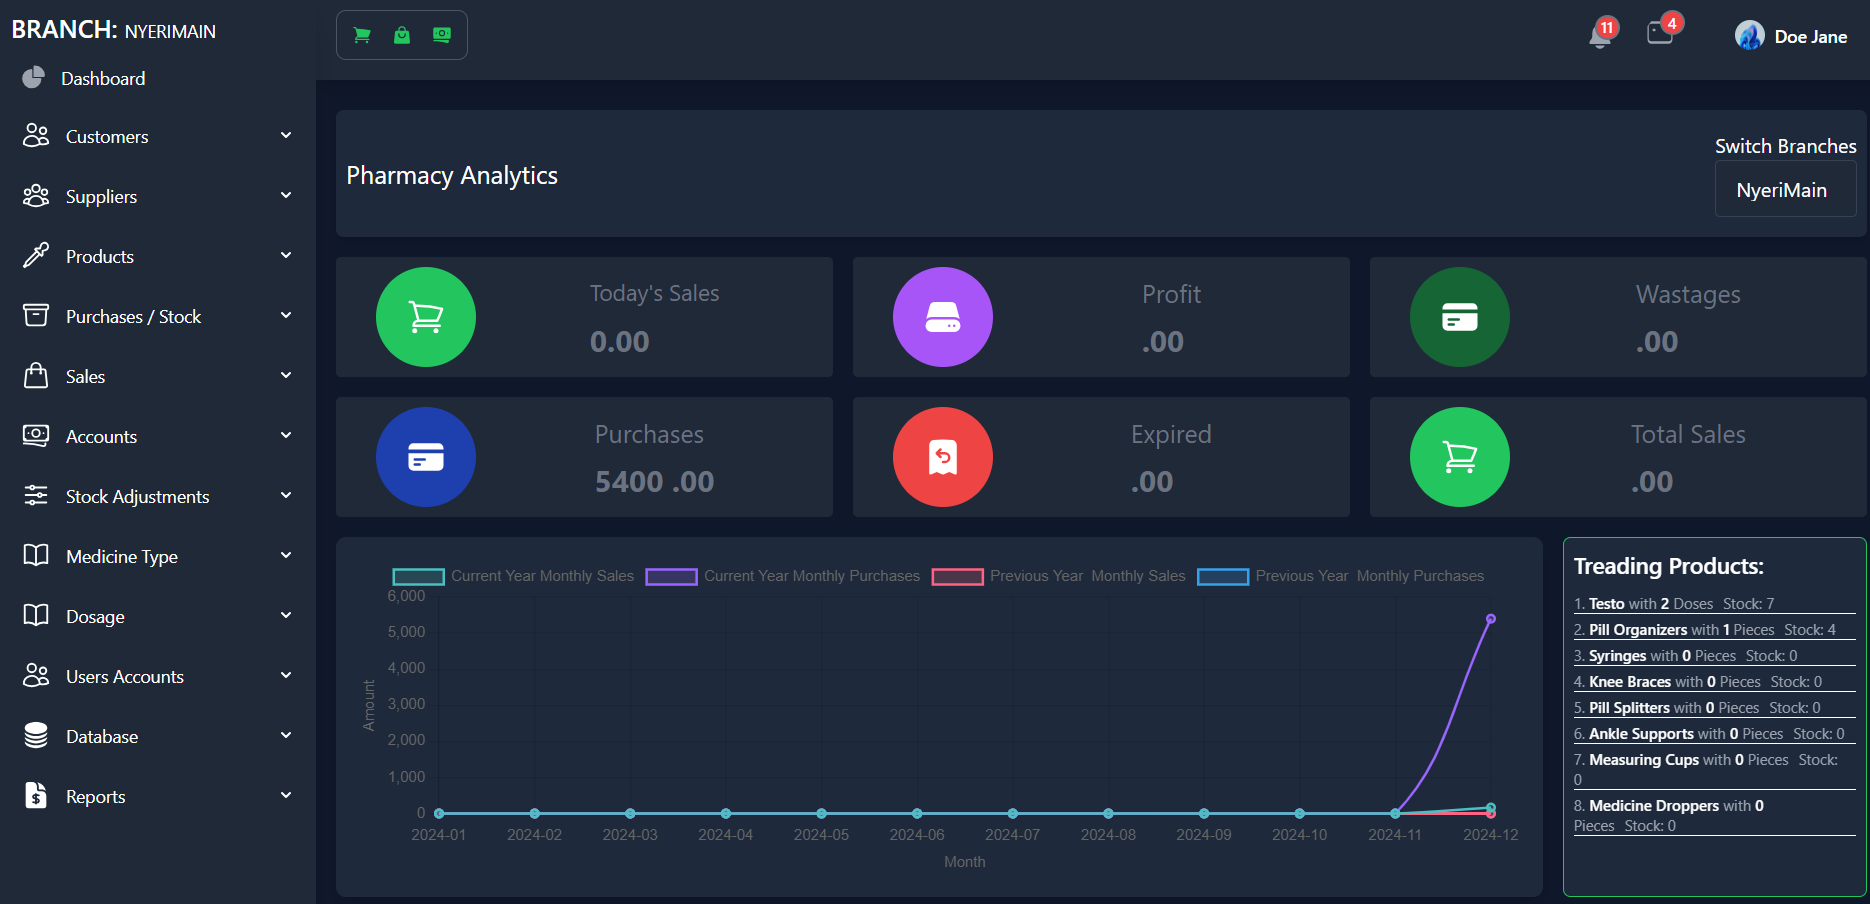 BRANCH: NYERIMAIN
Dashboard
Customers
Suppliers
Products
Purchases / Stock
Sales
Accounts
Stock Adjustments
Medicine Type
Dosage
Users Accounts
Database
Reports
11
4
Doe Jane
Pharmacy Analytics
Switch Branches
NyeriMain
Today's Sales
0.00
Profit
.00
Wastages
.00
Purchases
5400 .00
Expired
.00
Total Sales
.00
Current Year Monthly Sales
Current Year Monthly Purchases
Previous Year Monthly Sales
Previous Year Monthly Purchases
6,000
5,000
4,000
3,000
2,000
1,000
0
Amount
2024-01 2024-02 2024-03 2024-04 2024-05 2024-06 2024-07 2024-08 2024-09 2024-10 2024-11 2024-12
Month
Treading Products:
1. Testo with 2 Doses Stock: 7
2. Pill Organizers with 1 Pieces Stock: 4
3. Syringes with 0 Pieces Stock: 0
4. Knee Braces with 0 Pieces Stock: 0
5. Pill Splitters with 0 Pieces Stock: 0
6. Ankle Supports with 0 Pieces Stock: 0
7. Measuring Cups with 0 Pieces Stock:
0
8. Medicine Droppers with 0
Pieces Stock: 0